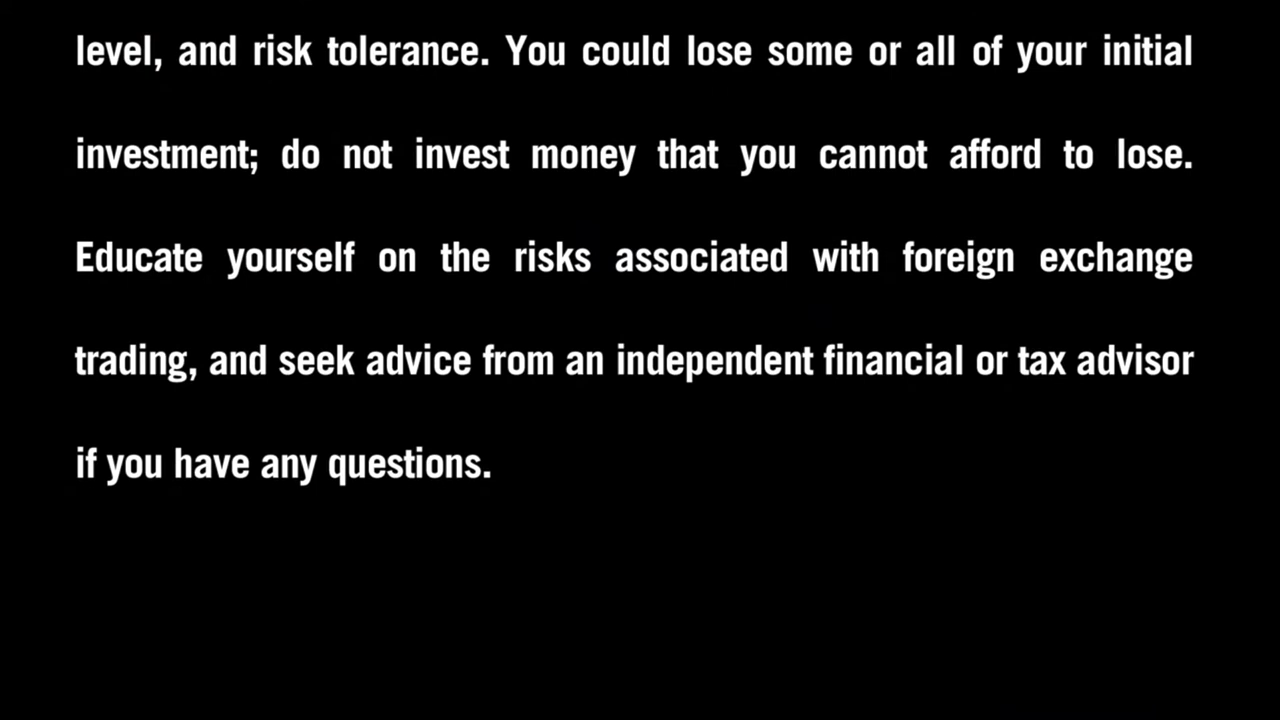 level, and risk tolerance. You could lose some or all of your initial
investment; do not invest money that you cannot afford to lose.
Educate yourself on the risks associated with foreign exchange
trading, and seek advice from an independent financial or tax advisor
if you have any questions.